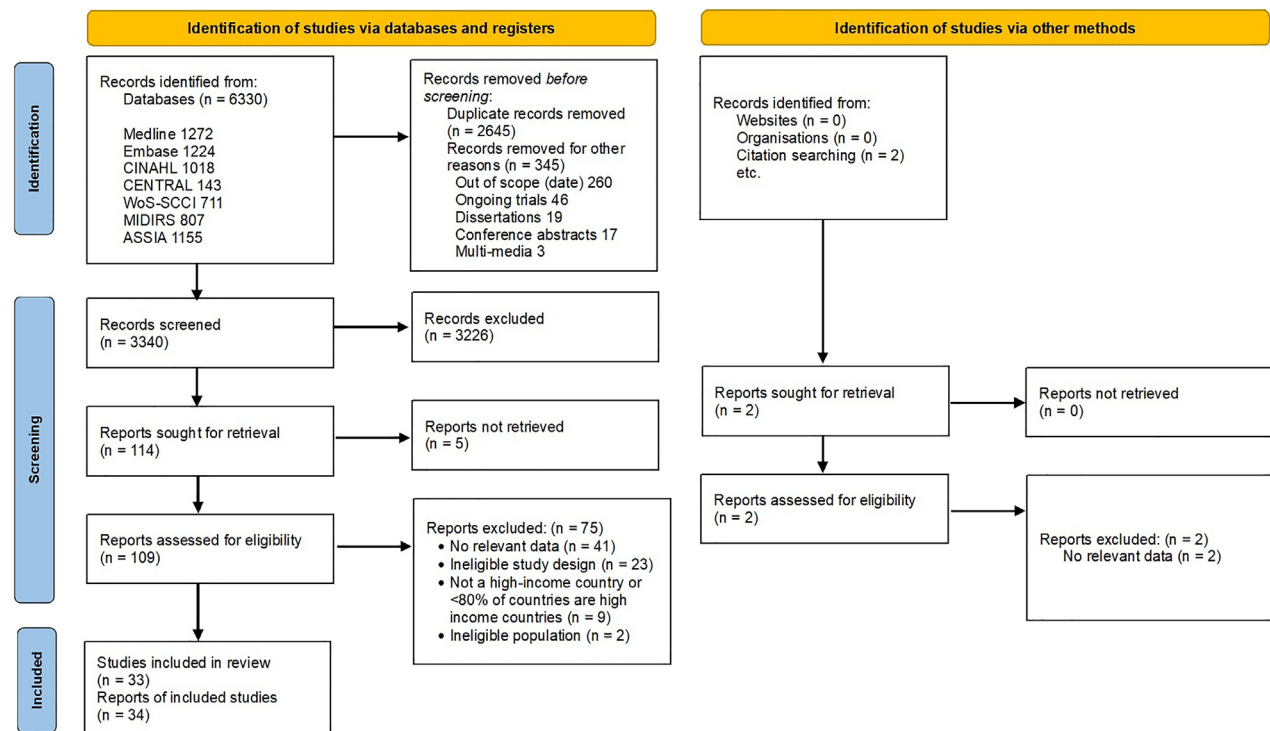 Identification of studies via databases and registers
Identification of studies via other methods
Identification
Records identified from:
Databases (n = 6330)
Medline 1272
Embase 1224
CINAHL 1018
CENTRAL 143
WoS-SCCI 711
MIDIRS 807
ASSIA 1155
Records removed before
screening:
Duplicate records removed
(n = 2645)
Records removed for other
reasons (n = 345)
Out of scope (date) 260
Ongoing trials 46
Dissertations 19
Conference abstracts 17
Multi-media 3
Records identified from:
Websites (n = 0)
Organisations (n = 0)
Citation searching (n = 2)
etc.
Screening
Records screened
(n = 3340)
Records excluded
(n = 3226)
Reports sought for retrieval
(n = 114)
Reports not retrieved
(n = 5)
Reports sought for retrieval
(n = 2)
Reports not retrieved
(n = 0)
Reports assessed for eligibility
(n = 109)
Reports excluded: (n = 75)
• No relevant data (n = 41)
• Ineligible study design (n = 23)
• Not a high-income country or
<80% of countries are high
income countries (n = 9)
• Ineligible population (n = 2)
Reports assessed for eligibility
(n = 2)
Reports excluded: (n = 2)
No relevant data (n = 2)
Included
Studies included in review
(n = 33)
Reports of included studies
(n = 34)